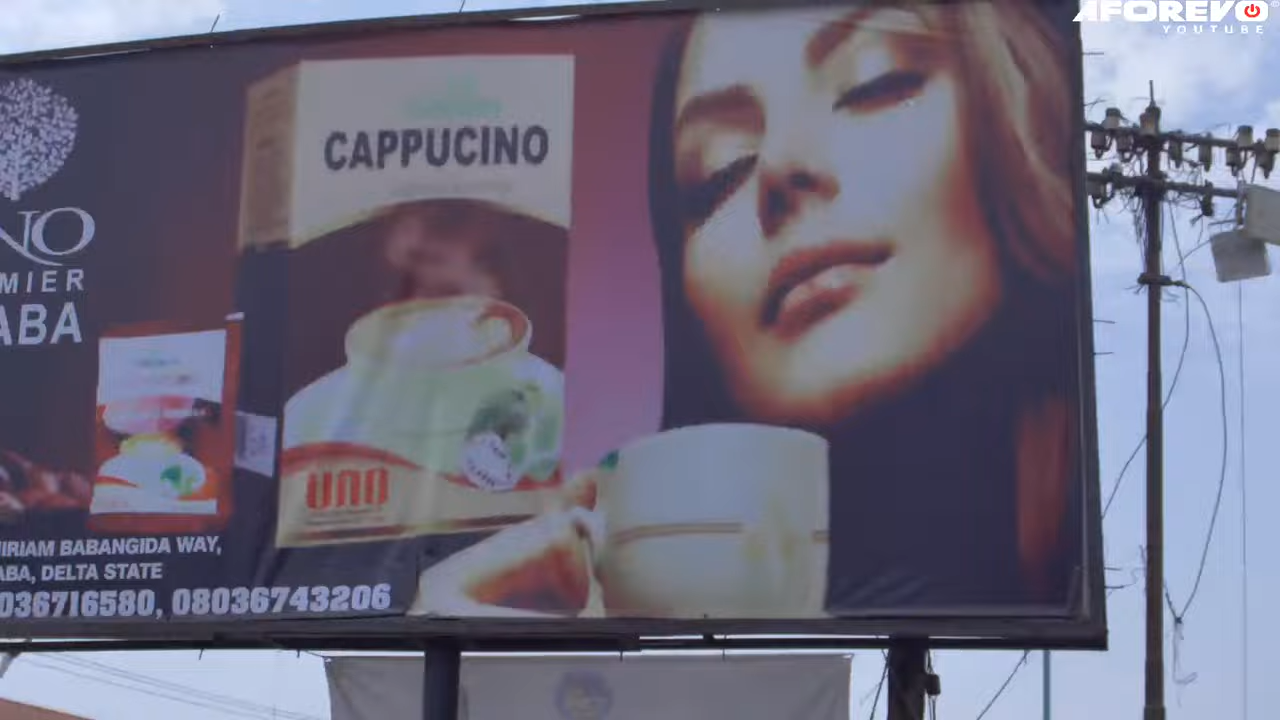 AFOREVO
YOUTUBE
CAPPUCINO
NO
MIER
ABA
UNO
IRIAM BABANGIDA WAY,
ABA, DELTA STATE
036716580, 08036743206